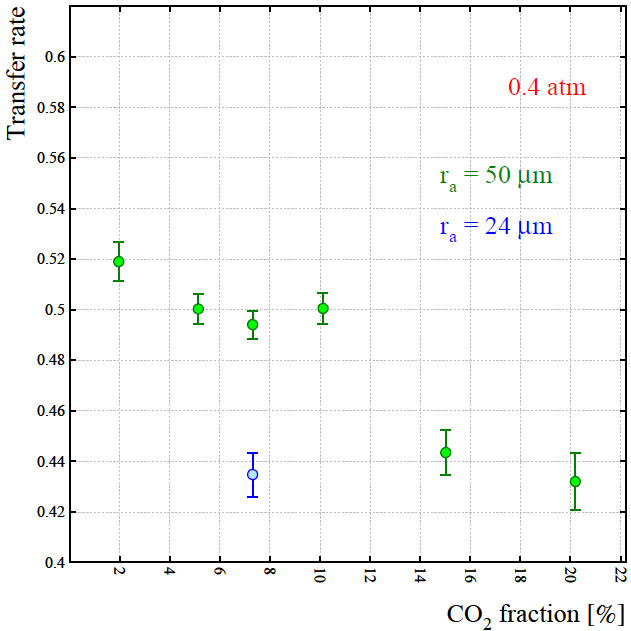 Transfer rate
0.6
0.58
0.56
0.54
0.52
0.5
0.48
0.46
0.44
0.42
0.4
0.4 atm
r_a = 50 μm
r_a = 24 μm
2 4 6 8 10 12 14 16 18 20 22
CO₂ fraction [%]